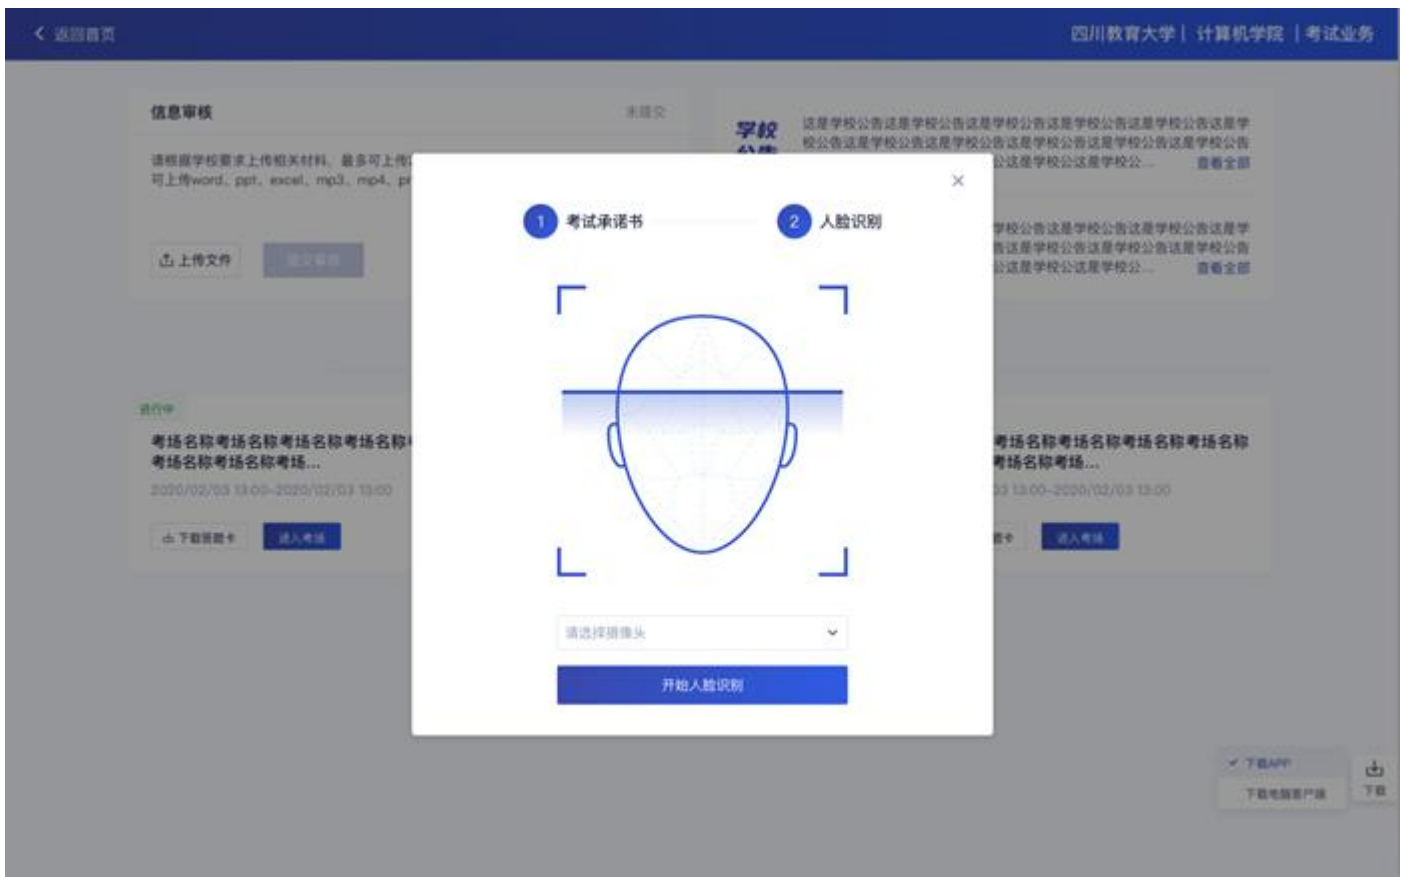 返回首页
四川教育大学 | 计算机学院 | 考试业务
信息审核
未提交
请根据学校要求上传相关材料，最多可上传
可上传word、ppt、excel、mp3、mp4、pr
上传文件
提交审核
学校
公告
这是学校公告这是学校公告这是学校公告这是学校公告这是学
校公告这是学校公告这是学校公告这是学校公告这是学校公告
公这是学校公这是学校公... 查看全部
学校公告这是学校公告这是学校公告这是学
告这是学校公告这是学校公告这是学校公告
公这是学校公这是学校公... 查看全部
×
1 考试承诺书
2 人脸识别
请选择摄像头
开始人脸识别
进行中
考场名称考场名称考场名称考场名称
考场名称考场名称考场...
2020/02/03 13:00-2020/02/03 13:00
下载答题卡
进入考场
考场名称考场名称考场名称考场名称
考场名称考场...
03 13:00-2020/02/03 13:00
题卡
进入考场
下载APP
下载电脑客户端
下载